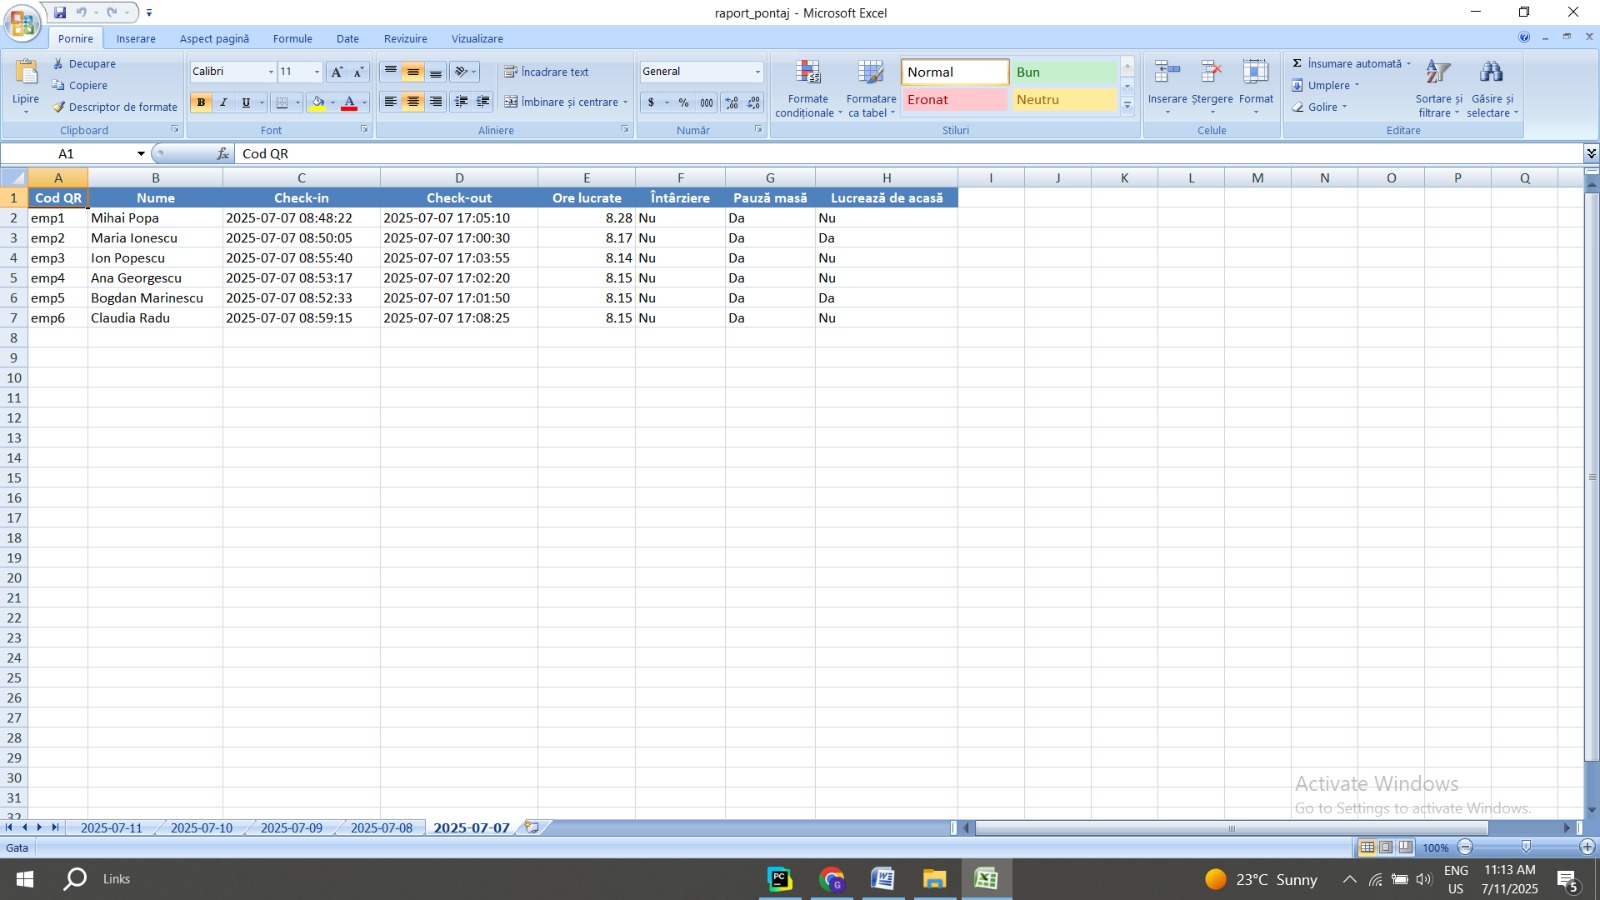 raport_pontaj - Microsoft Excel
Pornire Inserare Aspect pagină Formule Date Revizuire Vizualizare
Lipire
Decupare
Copiere
Descriptor de formate
Clipboard
Calibri 11
B I U
Font
Încadrare text
Îmbinare și centrare
Aliniere
General
$ % 000
Număr
Formate condiționale
Formatare ca tabel
Normal Bun
Eronat Neutru
Stiluri
Inserare Ștergere Format
Celule
Însumare automată
Umplere
Golire
Sortare și filtrare
Găsire și selectare
Editare
A1 fx Cod QR
A B C D E F G H I J K L M N O P Q
1 Cod QR Nume Check-in Check-out Ore lucrate Întârziere Pauză masă Lucrează de acasă
2 emp1 Mihai Popa 2025-07-07 08:48:22 2025-07-07 17:05:10 8.28 Nu Da Nu
3 emp2 Maria Ionescu 2025-07-07 08:50:05 2025-07-07 17:00:30 8.17 Nu Da Da
4 emp3 Ion Popescu 2025-07-07 08:55:40 2025-07-07 17:03:55 8.14 Nu Da Nu
5 emp4 Ana Georgescu 2025-07-07 08:53:17 2025-07-07 17:02:20 8.15 Nu Da Nu
6 emp5 Bogdan Marinescu 2025-07-07 08:52:33 2025-07-07 17:01:50 8.15 Nu Da Da
7 emp6 Claudia Radu 2025-07-07 08:59:15 2025-07-07 17:08:25 8.15 Nu Da Nu
8
9
10
11
12
13
14
15
16
17
18
19
20
21
22
23
24
25
26
27
28
29
30
31
32
Activate Windows
Go to Settings to activate Windows.
2025-07-11 2025-07-10 2025-07-09 2025-07-08 2025-07-07
Gata 100%
Links
23°C Sunny
ENG
US
11:13 AM
7/11/2025
5